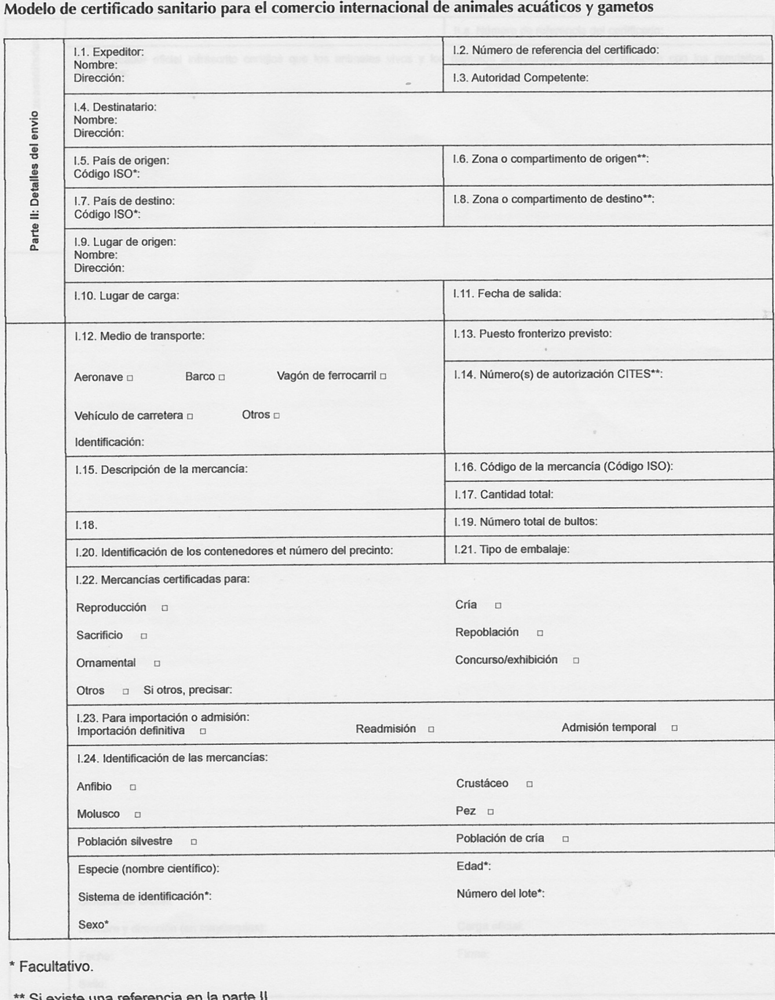 Modelo de certificado sanitario para el comercio internacional de animales acuáticos y gametos
Parte II: Detalles del envio
I.1. Expeditor:
Nombre:
Dirección:
I.2. Número de referencia del certificado:
I.3. Autoridad Competente:
I.4. Destinatario:
Nombre:
Dirección:
I.5. País de origen:
Código ISO*:
I.6. Zona o compartimento de origen**:
I.7. País de destino:
Código ISO*:
I.8. Zona o compartimento de destino**:
I.9. Lugar de origen:
Nombre:
Dirección:
I.10. Lugar de carga:
I.11. Fecha de salida:
I.12. Medio de transporte:
Aeronave □ Barco □ Vagón de ferrocarril □
Vehículo de carretera □ Otros □
Identificación:
I.13. Puesto fronterizo previsto:
I.14. Número(s) de autorización CITES**:
I.15. Descripción de la mercancía:
I.16. Código de la mercancía (Código ISO):
I.17. Cantidad total:
I.18.
I.19. Número total de bultos:
I.20. Identificación de los contenedores et número del precinto:
I.21. Tipo de embalaje:
I.22. Mercancías certificadas para:
Reproducción □ Cría □
Sacrificio □ Repoblación □
Ornamental □ Concurso/exhibición □
Otros □ Si otros, precisar:
I.23. Para importación o admisión:
Importación definitiva □ Readmisión □ Admisión temporal □
I.24. Identificación de las mercancías:
Anfibio □ Crustáceo □
Molusco □ Pez □
Población silvestre □ Población de cría □
Especie (nombre científico): Edad*:
Sistema de identificación*: Número del lote*:
Sexo*
* Facultativo.
** Si existe una referencia en la parte II